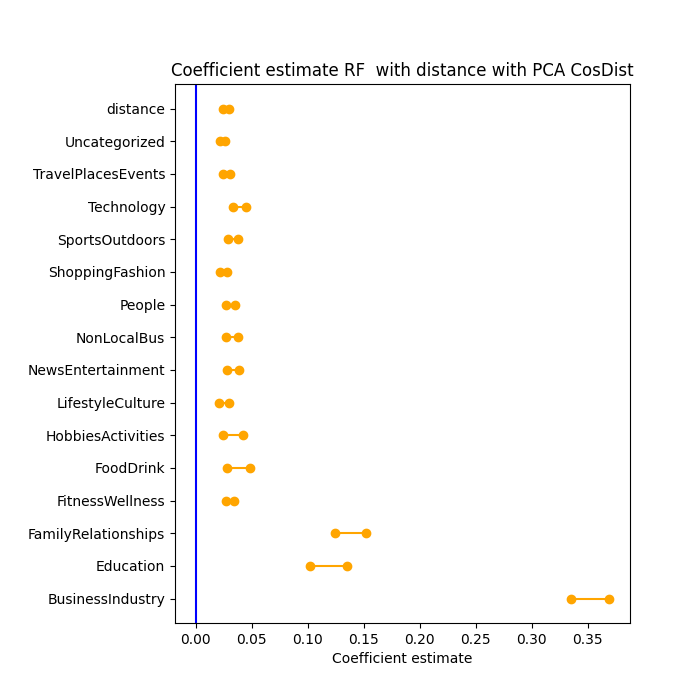 Coefficient estimate RF  with distance with PCA CosDist
distance
Uncategorized
TravelPlacesEvents
Technology
SportsOutdoors
ShoppingFashion
People
NonLocalBus
NewsEntertainment
LifestyleCulture
HobbiesActivities
FoodDrink
FitnessWellness
FamilyRelationships
Education
BusinessIndustry
0.00 0.05 0.10 0.15 0.20 0.25 0.30 0.35
Coefficient estimate